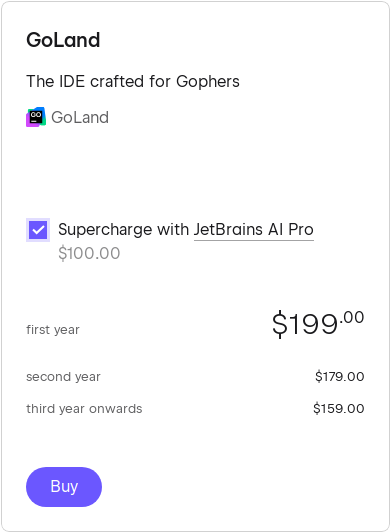 GoLand
The IDE crafted for Gophers
GO GoLand
Supercharge with JetBrains AI Pro
$100.00
first year $199.00
second year $179.00
third year onwards $159.00
Buy